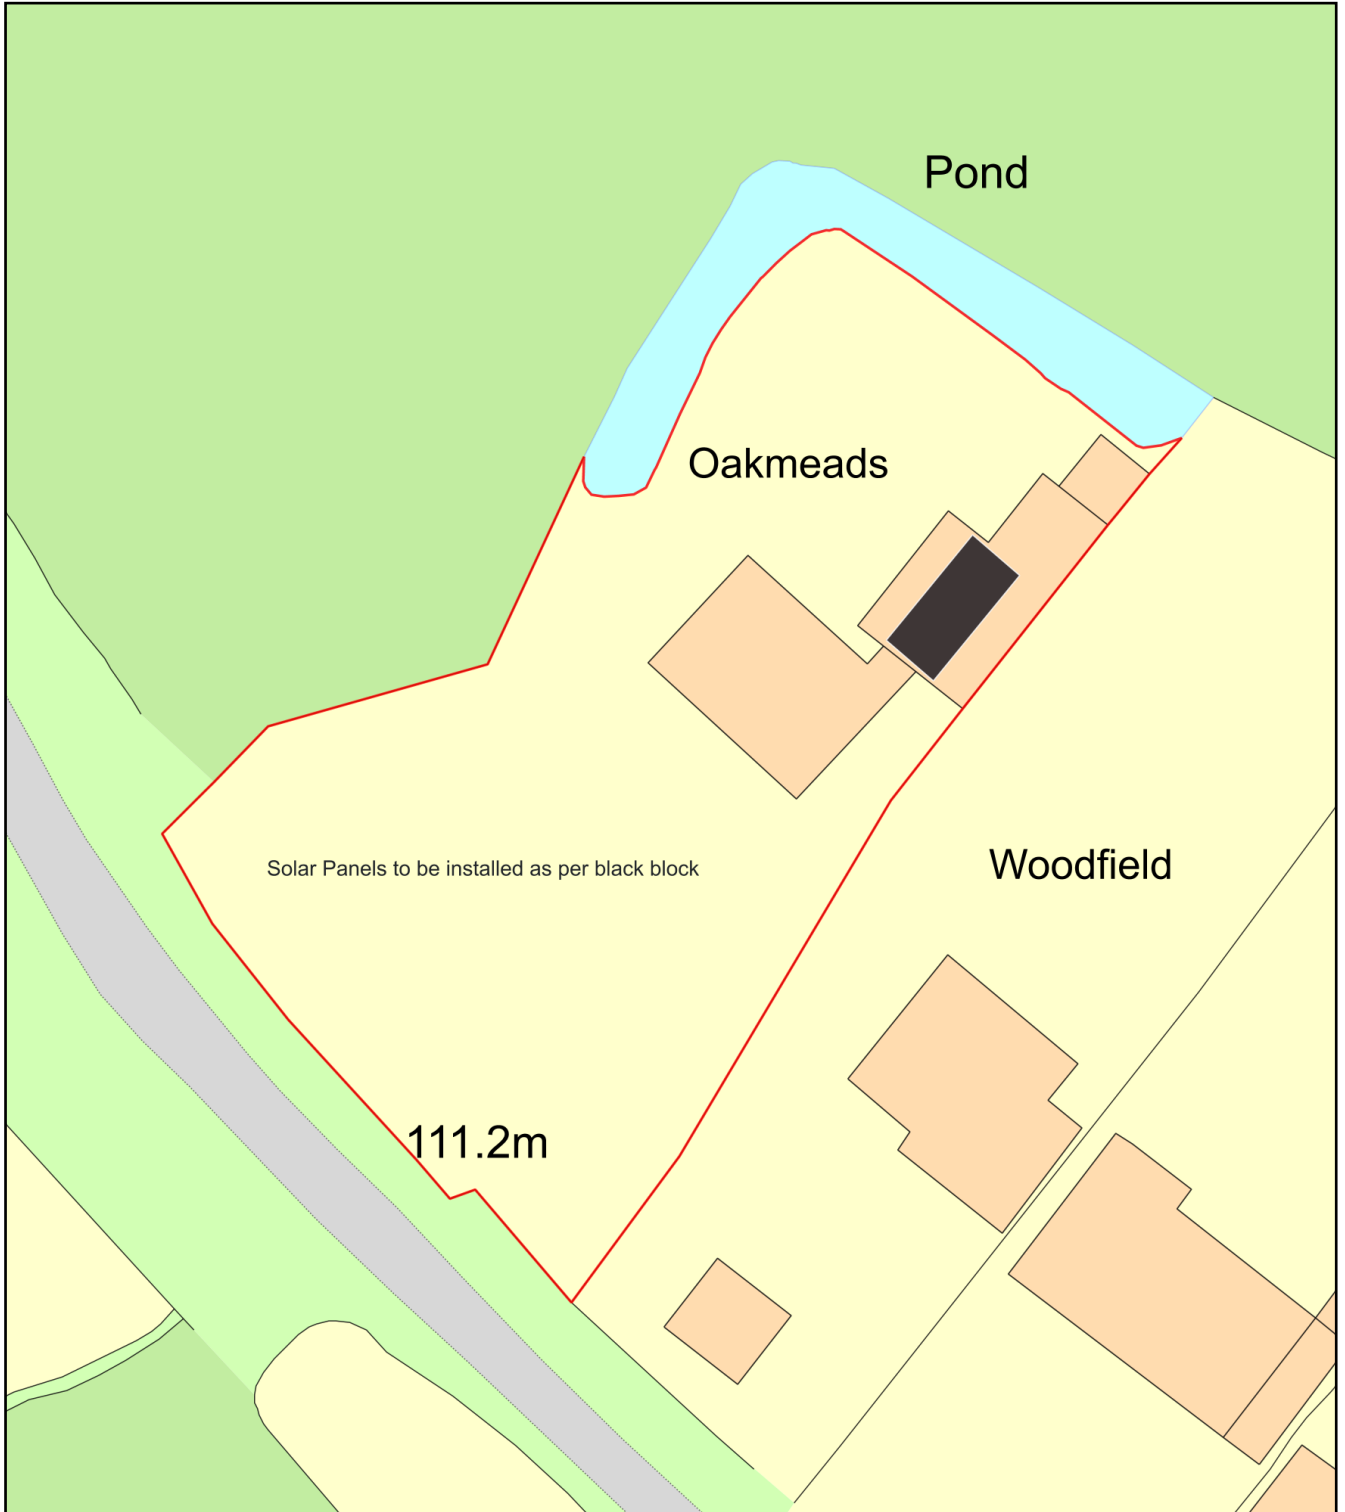 Pond
Oakmeads
Woodfield
Solar Panels to be installed as per black block
111.2m